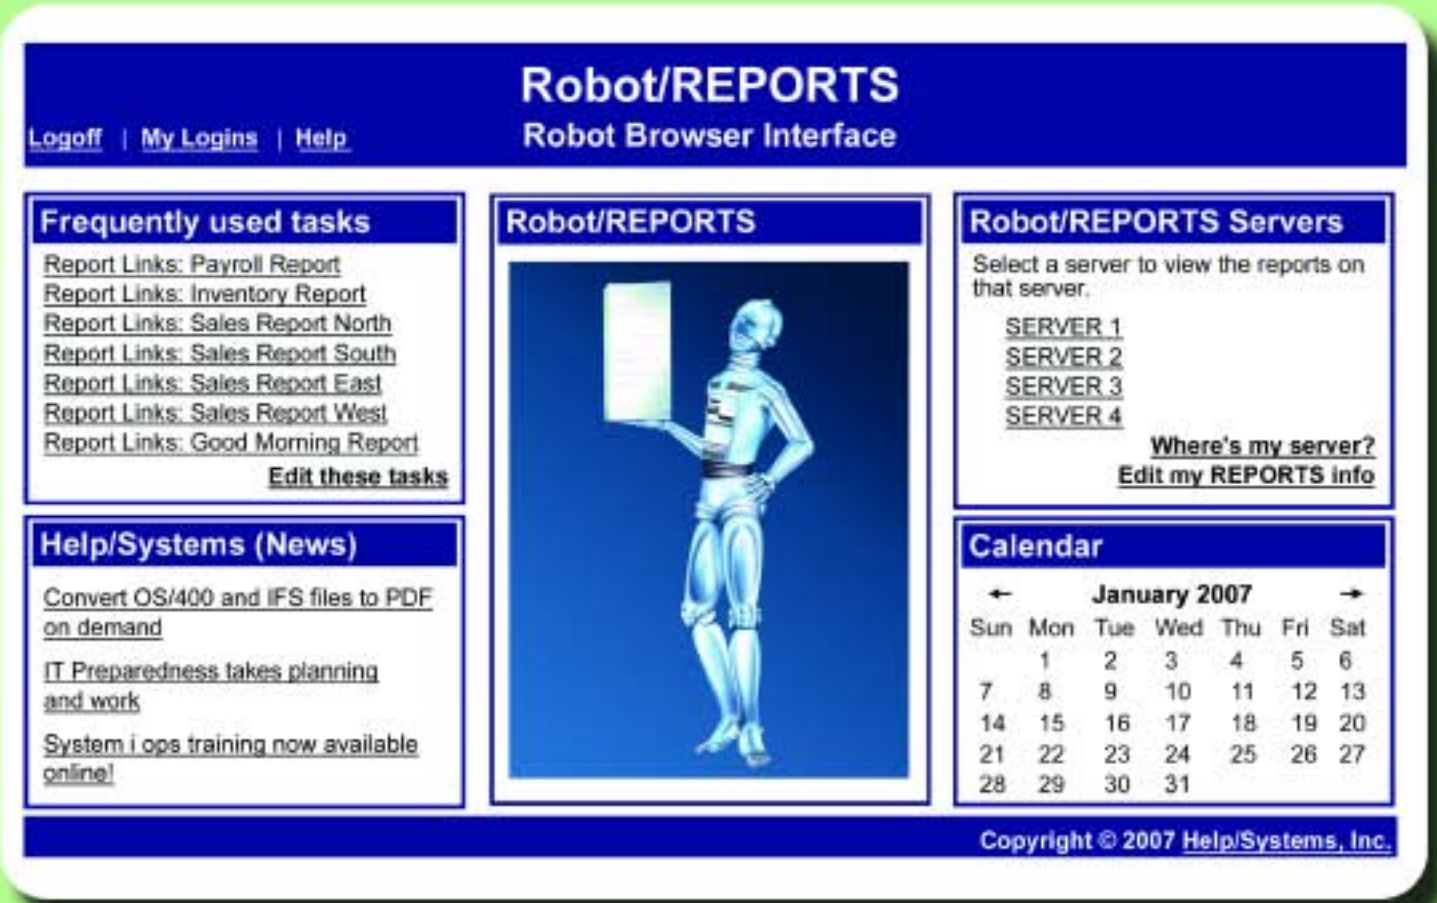 Robot/REPORTS
Robot Browser Interface
Logoff | My Logins | Help
Frequently used tasks
Report Links: Payroll Report
Report Links: Inventory Report
Report Links: Sales Report North
Report Links: Sales Report South
Report Links: Sales Report East
Report Links: Sales Report West
Report Links: Good Morning Report
Edit these tasks
Help/Systems (News)
Convert OS/400 and IFS files to PDF
on demand
IT Preparedness takes planning
and work
System i ops training now available
online!
Robot/REPORTS
Robot/REPORTS Servers
Select a server to view the reports on
that server.
SERVER 1
SERVER 2
SERVER 3
SERVER 4
Where's my server?
Edit my REPORTS info
Calendar
← January 2007 →
Sun Mon Tue Wed Thu Fri Sat
1 2 3 4 5 6
7 8 9 10 11 12 13
14 15 16 17 18 19 20
21 22 23 24 25 26 27
28 29 30 31
Copyright © 2007 Help/Systems, Inc.